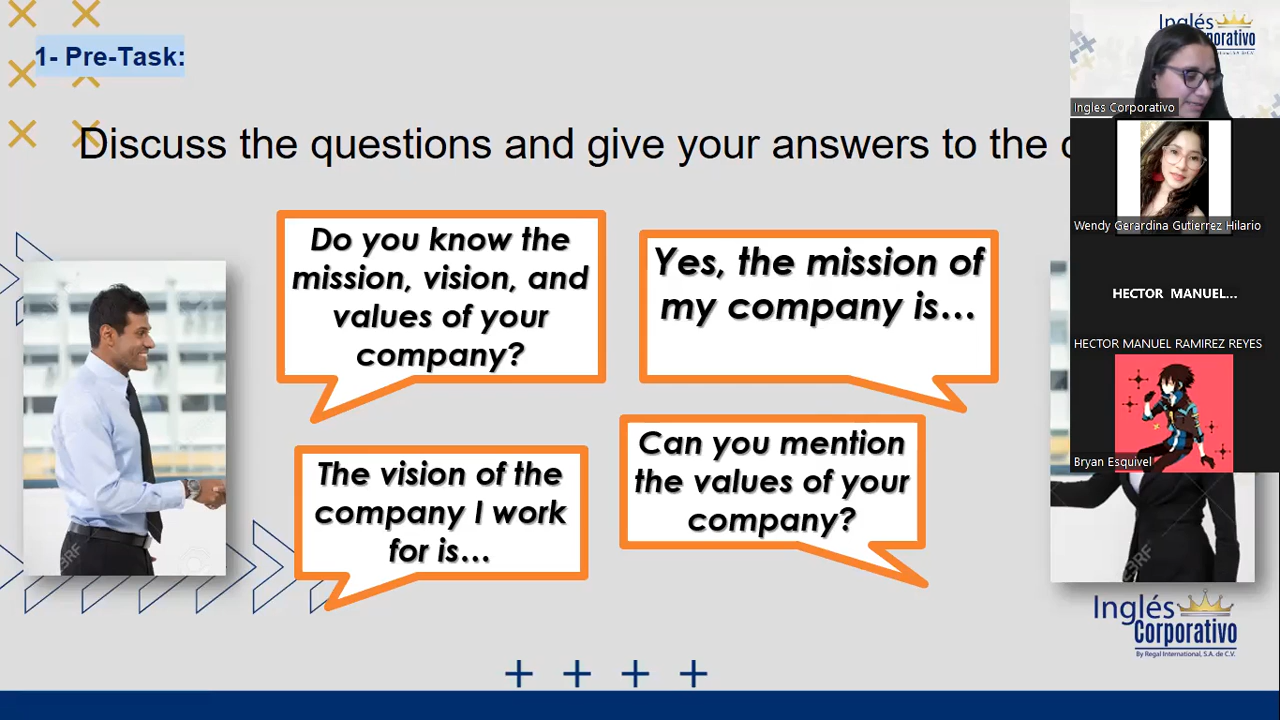 1- Pre-Task:
Discuss the questions and give your answers to the
Do you know the
mission, vision, and
values of your
company?
Yes, the mission of
my company is...
The vision of the
company I work
for is...
Can you mention
the values of your
company?
Inglés
Corporativo
By Regal International, S.A. de C.V.
Inglés
orporativo
Ingles Corporativo
Wendy Gerardina Gutierrez Hilario
HECTOR MANUEL...
HECTOR MANUEL RAMIREZ REYES
Bryan Esquivel